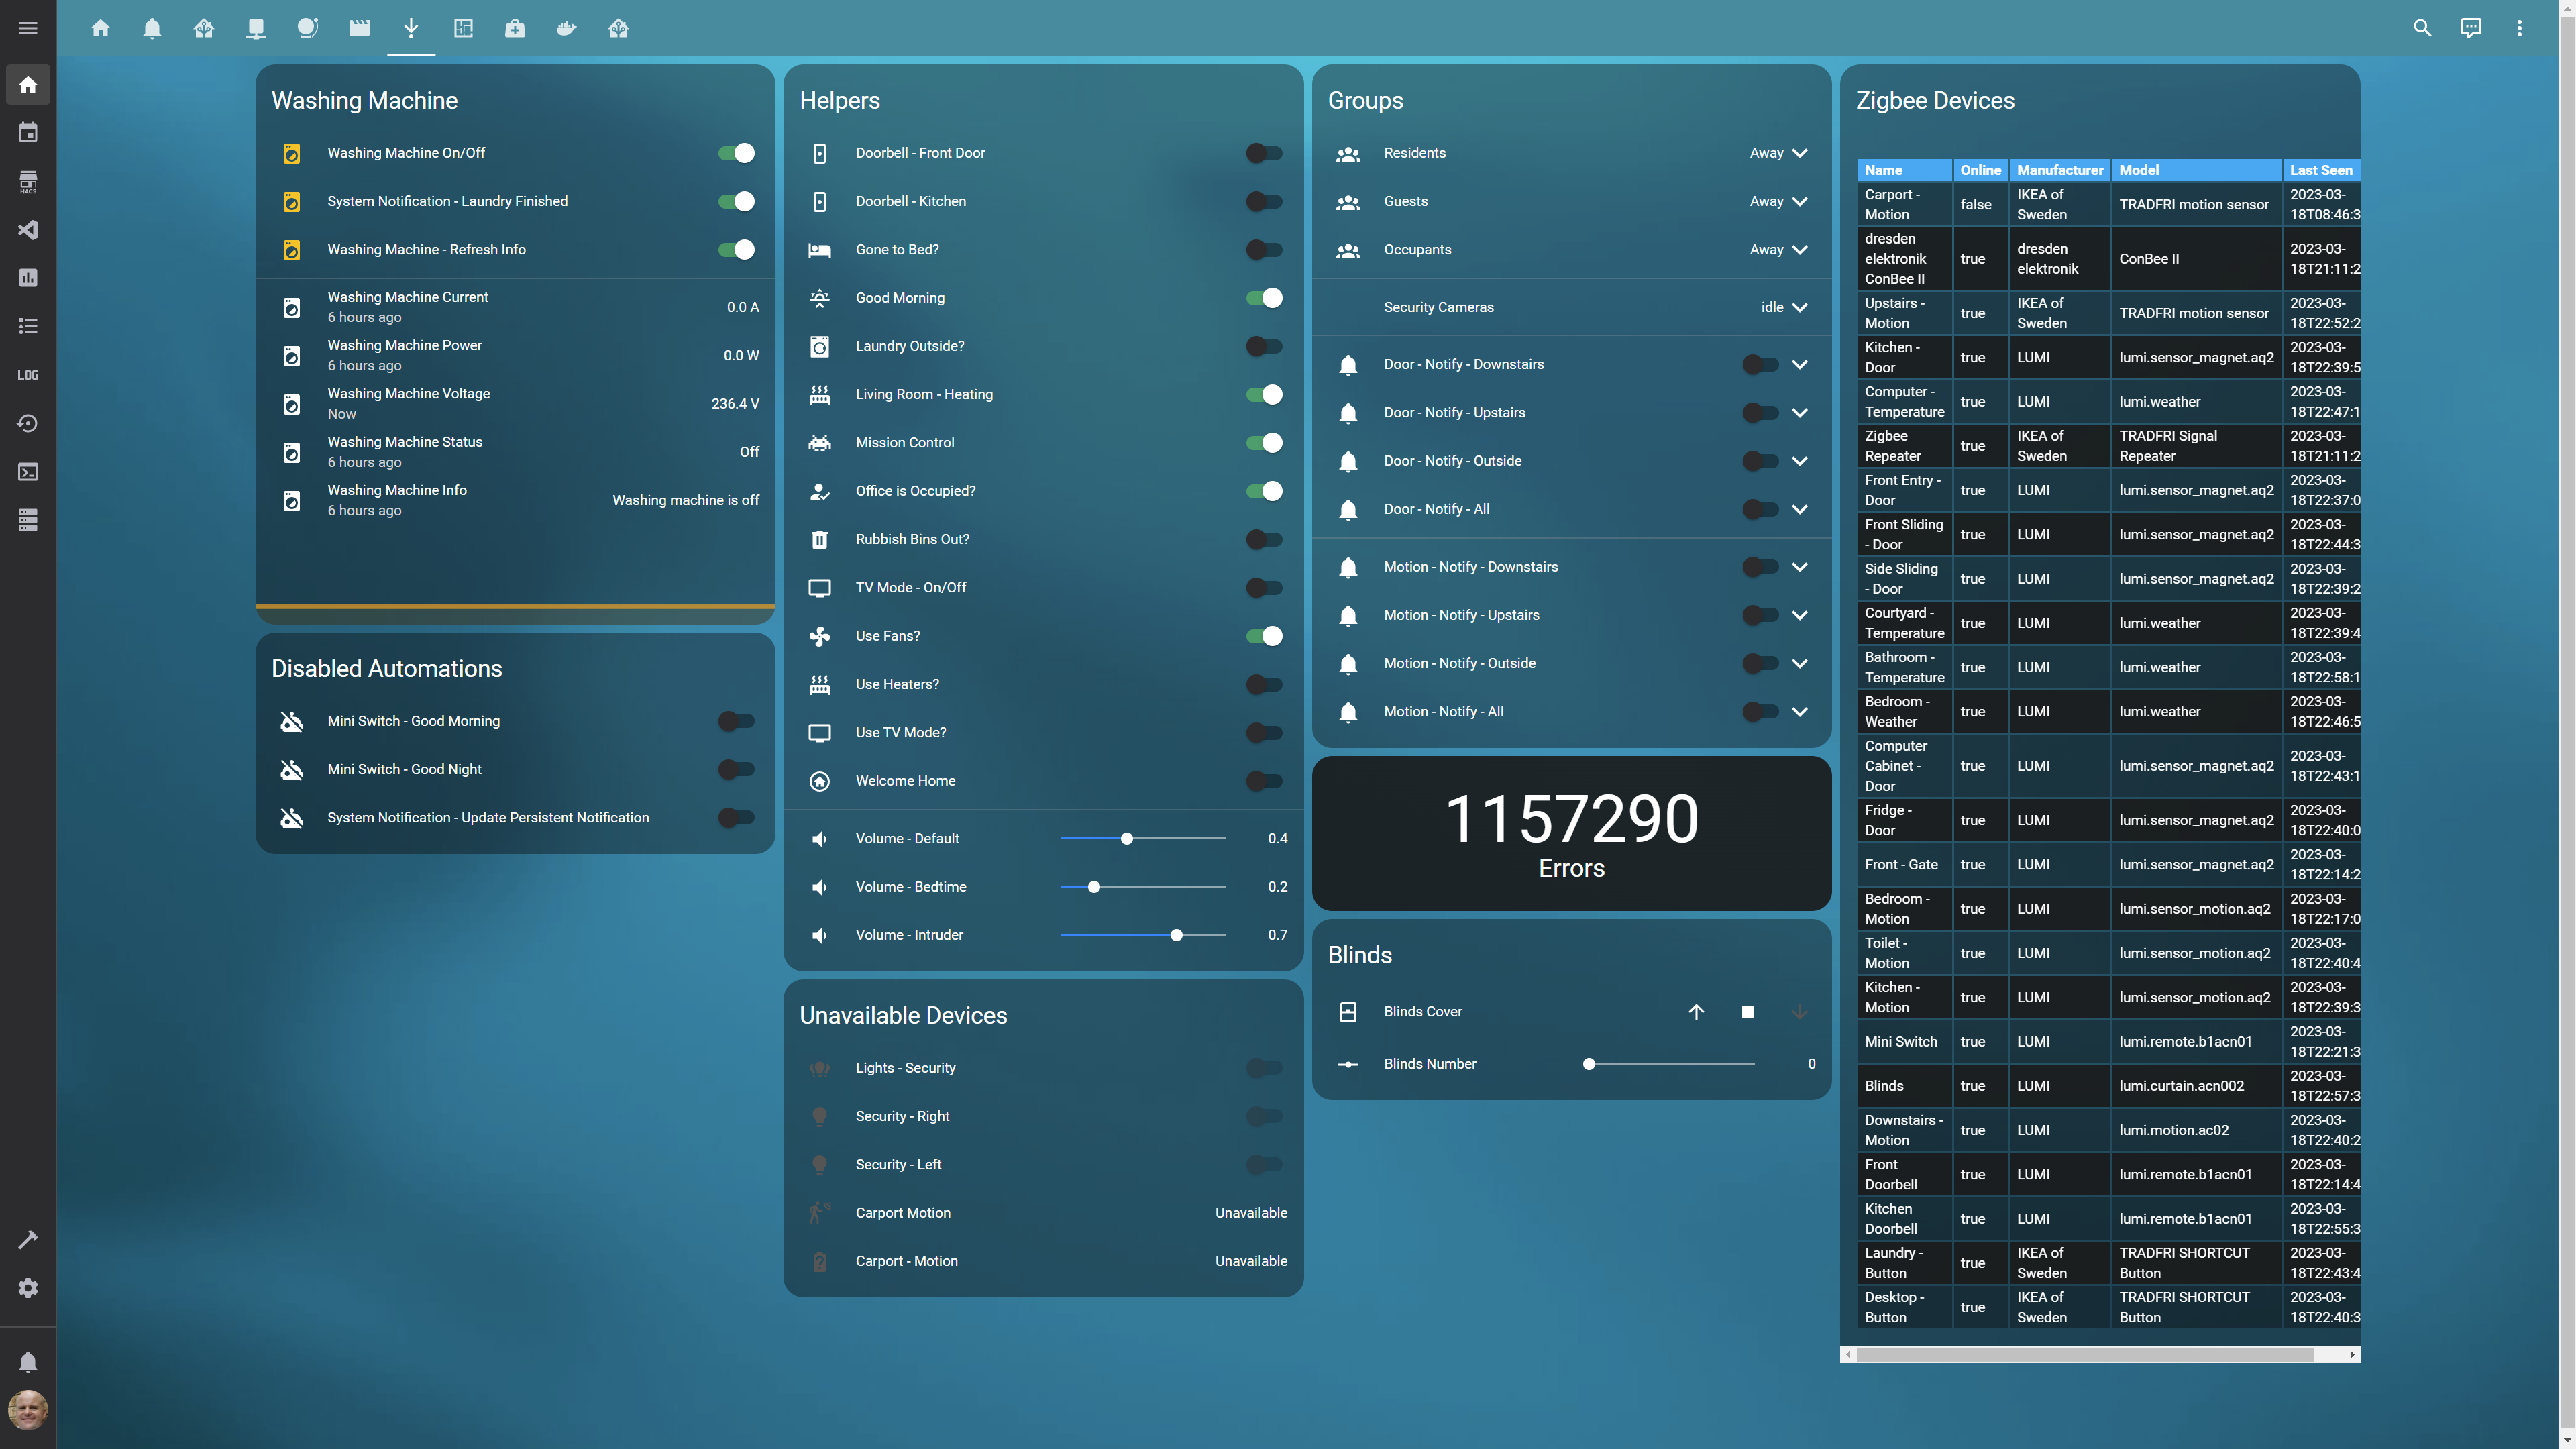 HACS
LOG
Washing Machine
Washing Machine On/Off
System Notification - Laundry Finished
Washing Machine - Refresh Info
Washing Machine Current
6 hours ago
0.0 A
Washing Machine Power
6 hours ago
0.0 W
Washing Machine Voltage
Now
236.4 V
Washing Machine Status
6 hours ago
Off
Washing Machine Info
6 hours ago
Washing machine is off
Disabled Automations
Mini Switch - Good Morning
Mini Switch - Good Night
System Notification - Update Persistent Notification
Helpers
Doorbell - Front Door
Doorbell - Kitchen
Gone to Bed?
Good Morning
Laundry Outside?
Living Room - Heating
Mission Control
Office is Occupied?
Rubbish Bins Out?
TV Mode - On/Off
Use Fans?
Use Heaters?
Use TV Mode?
Welcome Home
Volume - Default 0.4
Volume - Bedtime 0.2
Volume - Intruder 0.7
Unavailable Devices
Lights - Security
Security - Right
Security - Left
Carport Motion Unavailable
Carport - Motion Unavailable
Groups
Residents Away
Guests Away
Occupants Away
Security Cameras idle
Door - Notify - Downstairs
Door - Notify - Upstairs
Door - Notify - Outside
Door - Notify - All
Motion - Notify - Downstairs
Motion - Notify - Upstairs
Motion - Notify - Outside
Motion - Notify - All
1157290
Errors
Blinds
Blinds Cover
Blinds Number 0
Zigbee Devices
Name Online Manufacturer Model Last Seen
Carport - IKEA of 2023-03-
false TRADFRI motion sensor
Motion Sweden 18T08:46:3
dresden
elektronik true dresden ConBee II 2023-03-
ConBee II elektronik 18T21:11:2
Upstairs - IKEA of 2023-03-
true TRADFRI motion sensor
Motion Sweden 18T22:52:2
Kitchen - 2023-03-
true LUMI lumi.sensor_magnet.aq2
Door 18T22:39:5
Computer - 2023-03-
true LUMI lumi.weather
Temperature 18T22:47:1
Zigbee IKEA of TRADFRI Signal 2023-03-
true
Repeater Sweden Repeater 18T21:11:2
Front Entry - 2023-03-
true LUMI lumi.sensor_magnet.aq2
Door 18T22:37:0
Front Sliding 2023-03-
true LUMI lumi.sensor_magnet.aq2
- Door 18T22:44:3
Side Sliding 2023-03-
true LUMI lumi.sensor_magnet.aq2
- Door 18T22:39:2
Courtyard - 2023-03-
true LUMI lumi.weather
Temperature 18T22:39:4
Bathroom - 2023-03-
true LUMI lumi.weather
Temperature 18T22:58:1
Bedroom - 2023-03-
true LUMI lumi.weather
Weather 18T22:46:5
Computer 2023-03-
Cabinet - true LUMI lumi.sensor_magnet.aq2
Door 18T22:43:1
Fridge - 2023-03-
true LUMI lumi.sensor_magnet.aq2
Door 18T22:40:0
2023-03-
Front - Gate true LUMI lumi.sensor_magnet.aq2
18T22:14:2
Bedroom - 2023-03-
true LUMI lumi.sensor_motion.aq2
Motion 18T22:17:0
Toilet - 2023-03-
true LUMI lumi.sensor_motion.aq2
Motion 18T22:40:4
Kitchen - 2023-03-
true LUMI lumi.sensor_motion.aq2
Motion 18T22:39:3
2023-03-
Mini Switch true LUMI lumi.remote.b1acn01
18T22:21:3
2023-03-
Blinds true LUMI lumi.curtain.acn002
18T22:57:3
Downstairs - 2023-03-
true LUMI lumi.motion.ac02
Motion 18T22:40:2
Front 2023-03-
true LUMI lumi.remote.b1acn01
Doorbell 18T22:14:4
Kitchen 2023-03-
true LUMI lumi.remote.b1acn01
Doorbell 18T22:55:3
Laundry - IKEA of TRADFRI SHORTCUT 2023-03-
true
Button Sweden Button 18T22:43:4
Desktop - IKEA of TRADFRI SHORTCUT 2023-03-
true
Button Sweden Button 18T22:40:3